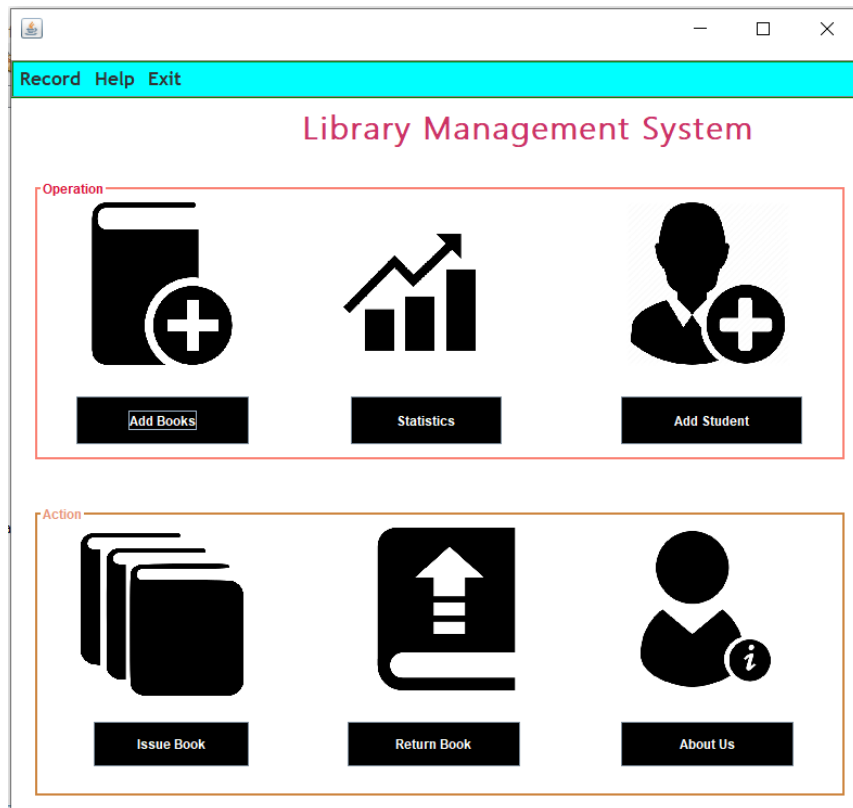 Record Help Exit
Library Management System
Operation
Add Books Statistics Add Student
Action
Issue Book Return Book About Us